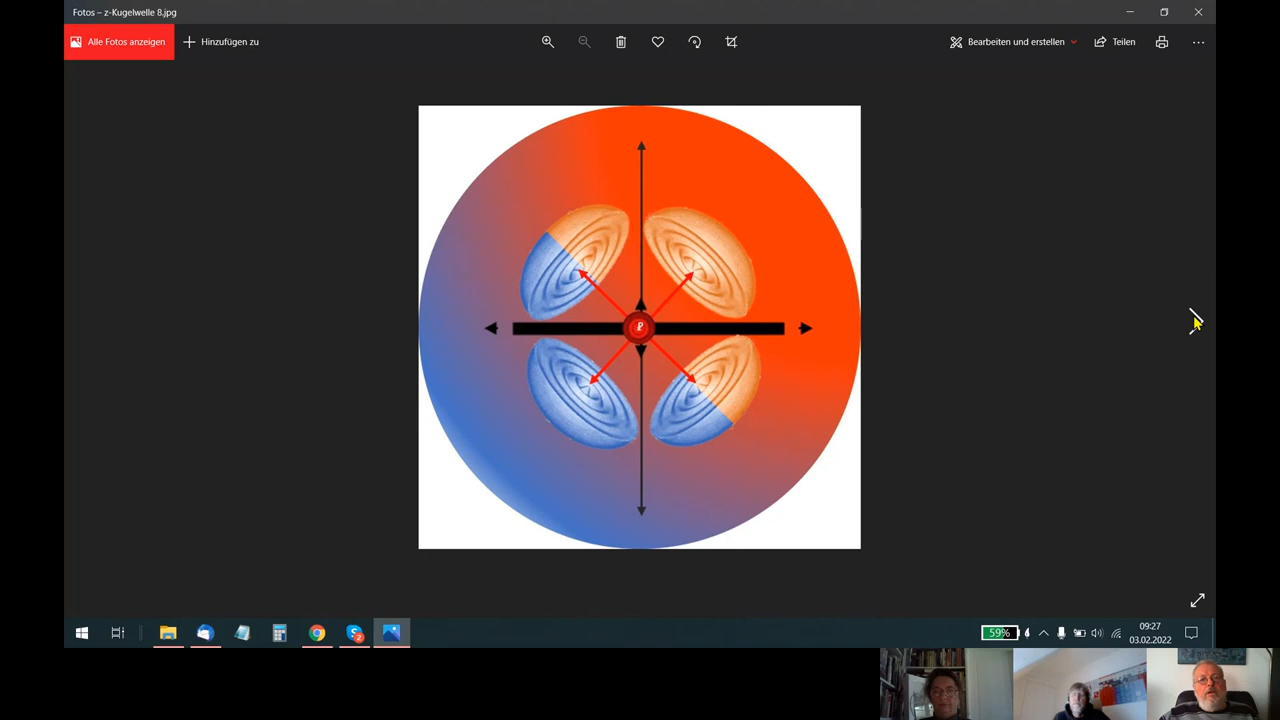 Fotos – z-Kugelwelle 8.jpg
Alle Fotos anzeigen
Hinzufügen zu
Bearbeiten und erstellen
Teilen
59%
2
09:27
03.02.2022